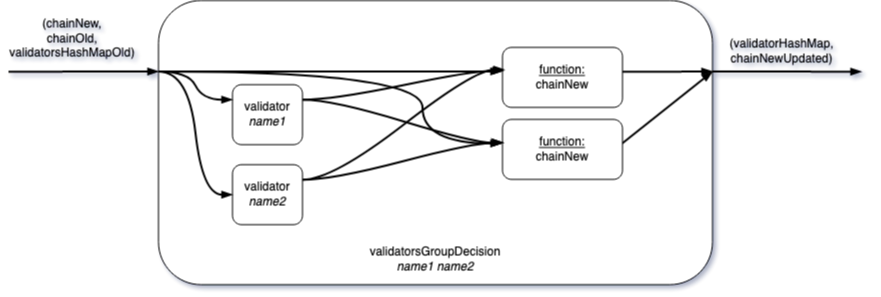 (chainNew,
chainOld,
validatorsHashMapOld)
(validatorHashMap,
chainNewUpdated)
function:
chainNew
validator
name1
function:
chainNew
validator
name2
validatorsGroupDecision
name1 name2